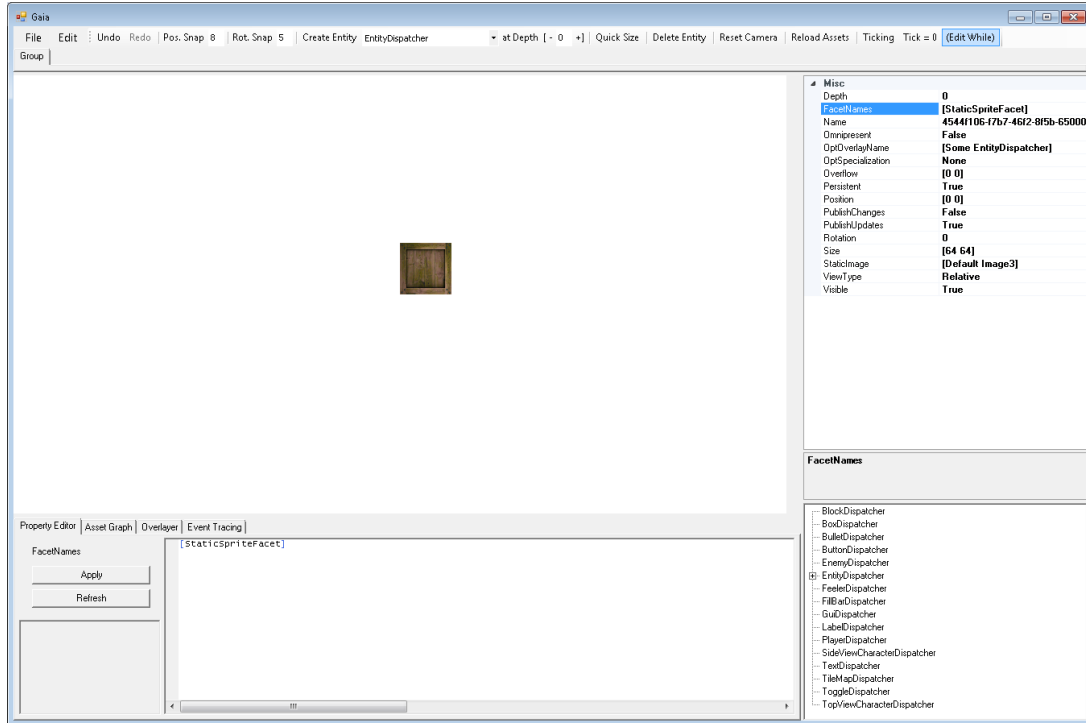 Gaia
File Edit Undo Redo Pos. Snap 8 Rot. Snap 5 Create Entity EntityDispatcher at Depth [ - 0 +] Quick Size Delete Entity Reset Camera Reload Assets Ticking Tick = 0 (Edit While)
Group
Misc
Depth 0
FacetNames [StaticSpriteFacet]
Name 4544f106-f7b7-46f2-8f5b-65000
Omnipresent False
OptOverlayName [Some EntityDispatcher]
OptSpecialization None
Overflow [0 0]
Persistent True
Position [0 0]
PublishChanges False
PublishUpdates True
Rotation 0
Size [64 64]
StaticImage [Default Image3]
ViewType Relative
Visible True
FacetNames
Property Editor Asset Graph Overlayer Event Tracing
FacetNames
Apply
Refresh
[StaticSpriteFacet]
BlockDispatcher
BoxDispatcher
BulletDispatcher
ButtonDispatcher
EnemyDispatcher
EntityDispatcher
FeelerDispatcher
FillBarDispatcher
GuiDispatcher
LabelDispatcher
PlayerDispatcher
SideViewCharacterDispatcher
TextDispatcher
TileMapDispatcher
ToggleDispatcher
TopViewCharacterDispatcher